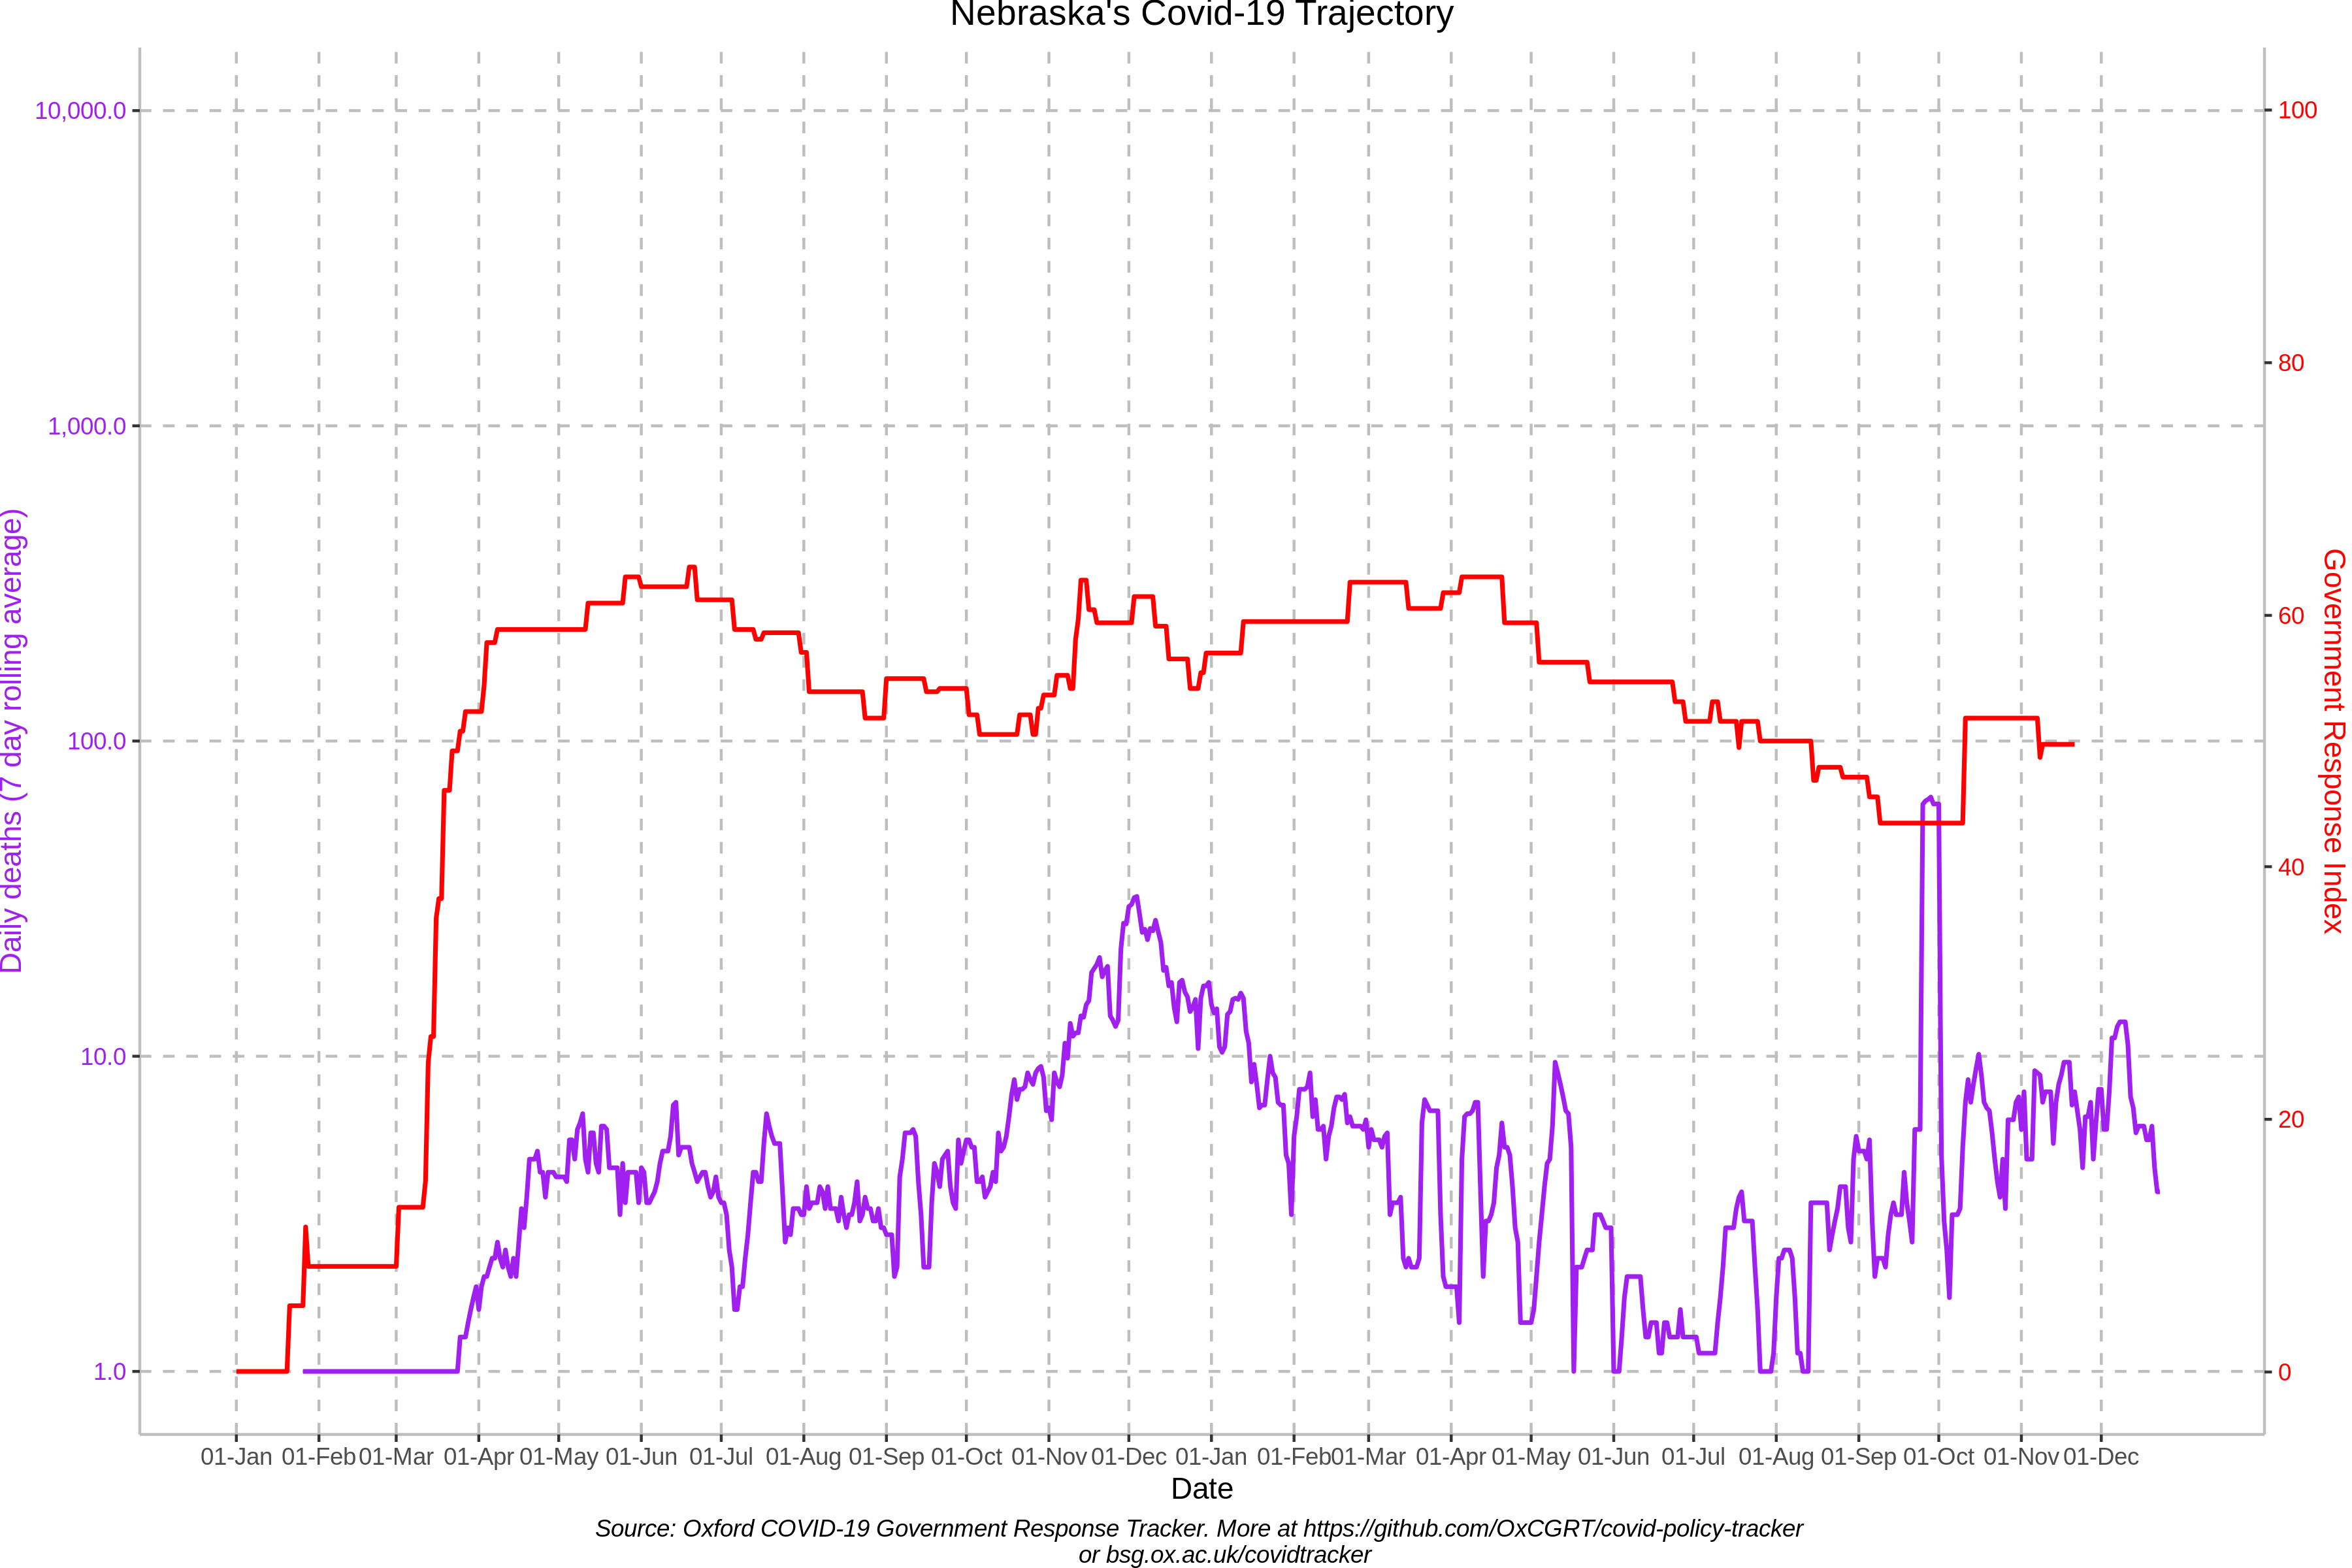 Nebraska's Covid-19 Trajectory
10,000.0
1,000.0
100.0
10.0
1.0
Daily deaths (7 day rolling average)
100
80
60
40
20
0
Government Response Index
01-Jan 01-Feb 01-Mar 01-Apr 01-May 01-Jun 01-Jul 01-Aug 01-Sep 01-Oct 01-Nov 01-Dec 01-Jan 01-Feb 01-Mar 01-Apr 01-May 01-Jun 01-Jul 01-Aug 01-Sep 01-Oct 01-Nov 01-Dec
Date
Source: Oxford COVID-19 Government Response Tracker. More at https://github.com/OxCGRT/covid-policy-tracker
or bsg.ox.ac.uk/covidtracker